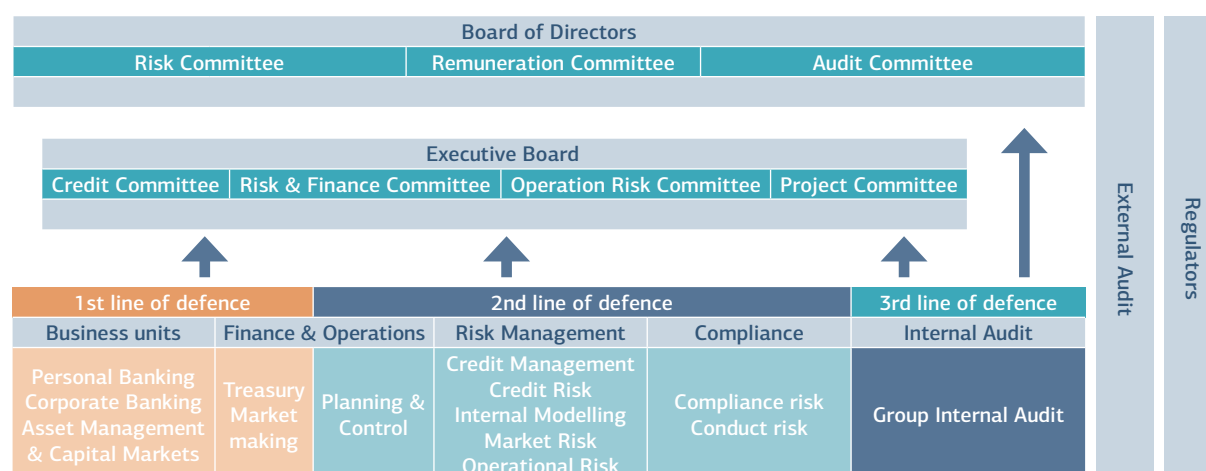 Board of Directors
Risk Committee
Remuneration Committee
Audit Committee
Executive Board
Credit Committee
Risk & Finance Committee
Operation Risk Committee
Project Committee
1st line of defence
2nd line of defence
3rd line of defence
Business units
Finance & Operations
Risk Management
Compliance
Internal Audit
Personal Banking
Corporate Banking
Asset Management
& Capital Markets
Treasury
Market
making
Planning &
Control
Credit Management
Credit Risk
Internal Modelling
Market Risk
Operational Risk
Compliance risk
Conduct risk
Group Internal Audit
External Audit
Regulators